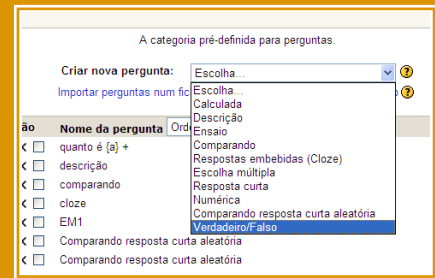 A categoria pré-definida para perguntas.
Criar nova pergunta: Escolha...
Importar perguntas num fic
Escolha...
Calculada
Descrição
Ensaio
Comparando
Respostas embebidas (Cloze)
Escolha múltipla
Resposta curta
Numérica
Comparando resposta curta aleatória
Verdadeiro/Falso
ão Nome da pergunta Ord
quanto é {a} +
descrição
comparando
cloze
EM1
Comparando resposta curta aleatória
Comparando resposta curta aleatória